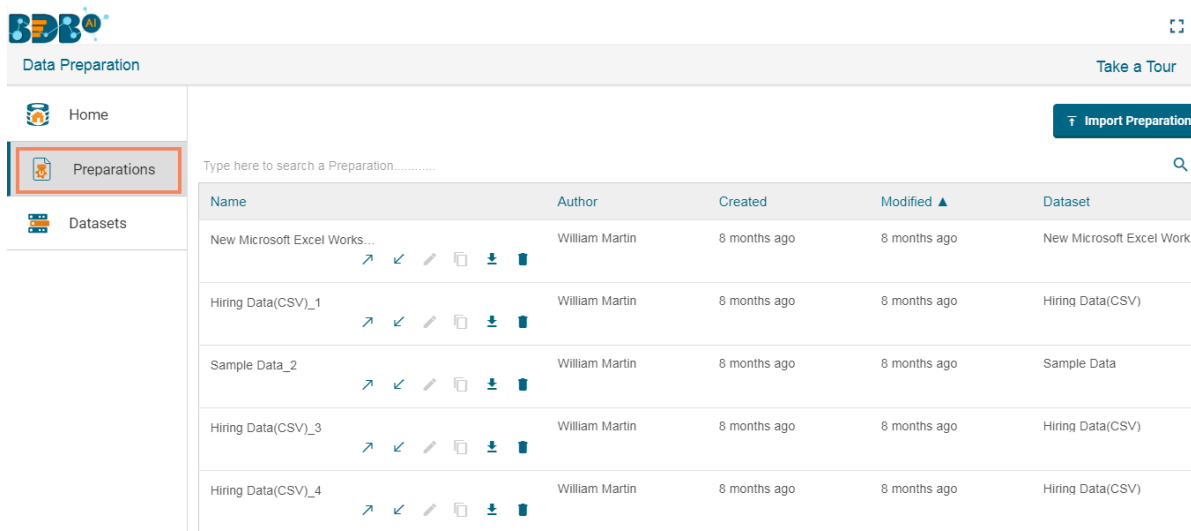 BDB AI
Data Preparation
Take a Tour
Home
Import Preparation
Preparations
Type here to search a Preparation............
Datasets
Name Author Created Modified ▲ Dataset
New Microsoft Excel Works... William Martin 8 months ago 8 months ago New Microsoft Excel Work
Hiring Data(CSV)_1 William Martin 8 months ago 8 months ago Hiring Data(CSV)
Sample Data_2 William Martin 8 months ago 8 months ago Sample Data
Hiring Data(CSV)_3 William Martin 8 months ago 8 months ago Hiring Data(CSV)
Hiring Data(CSV)_4 William Martin 8 months ago 8 months ago Hiring Data(CSV)